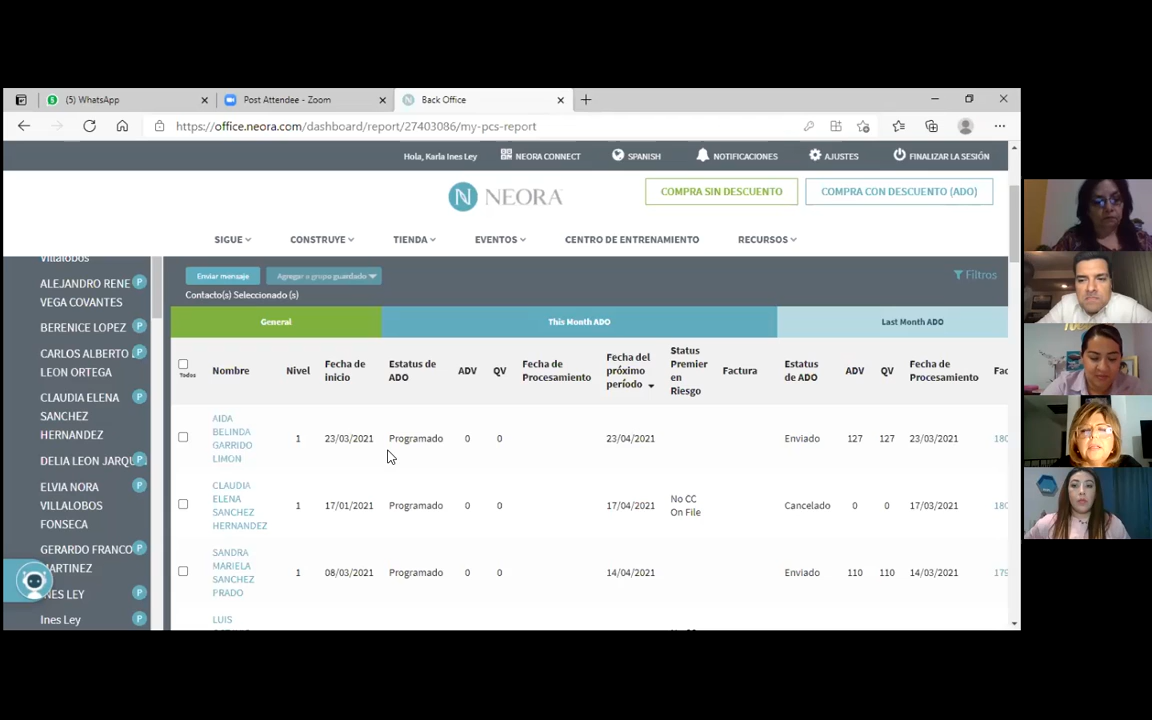 (5) WhatsApp
Post Attendee - Zoom
Back Office
https://office.neora.com/dashboard/report/27403086/my-pcs-report
Hola, Karla Ines Ley
NEORA CONNECT
SPANISH
NOTIFICACIONES
AJUSTES
FINALIZAR LA SESIÓN
N NEORA
COMPRA SIN DESCUENTO
COMPRA CON DESCUENTO (ADO)
SIGUE
CONSTRUYE
TIENDA
EVENTOS
CENTRO DE ENTRENAMIENTO
RECURSOS
Villalobos
ALEJANDRO RENE P
VEGA COVANTES
BERENICE LOPEZ P
CARLOS ALBERTO P
LEON ORTEGA
CLAUDIA ELENA P
SANCHEZ
HERNANDEZ
DELIA LEON JARQU P
ELVIA NORA P
VILLALOBOS
FONSECA
GERARDO FRANCO P
MARTINEZ
INES LEY P
Ines Ley P
Enviar mensaje
Agregar a grupo guardado
Filtros
Contacto(s) Seleccionado (s)
General
This Month ADO
Last Month ADO
Todos
Nombre
Nivel
Fecha de
inicio
Estatus de
ADO
ADV
QV
Fecha de
Procesamiento
Fecha del
próximo
período
Status
Premier
en
Riesgo
Factura
Estatus
de ADO
ADV
QV
Fecha de
Procesamiento
Fac
AIDA
BELINDA
GARRIDO
LIMON
1
23/03/2021
Programado
0
0
23/04/2021
Enviado
127
127
23/03/2021
180
CLAUDIA
ELENA
SANCHEZ
HERNANDEZ
1
17/01/2021
Programado
0
0
17/04/2021
No CC
On File
Cancelado
0
0
17/03/2021
180
SANDRA
MARIELA
SANCHEZ
PRADO
1
08/03/2021
Programado
0
0
14/04/2021
Enviado
110
110
14/03/2021
179
LUIS